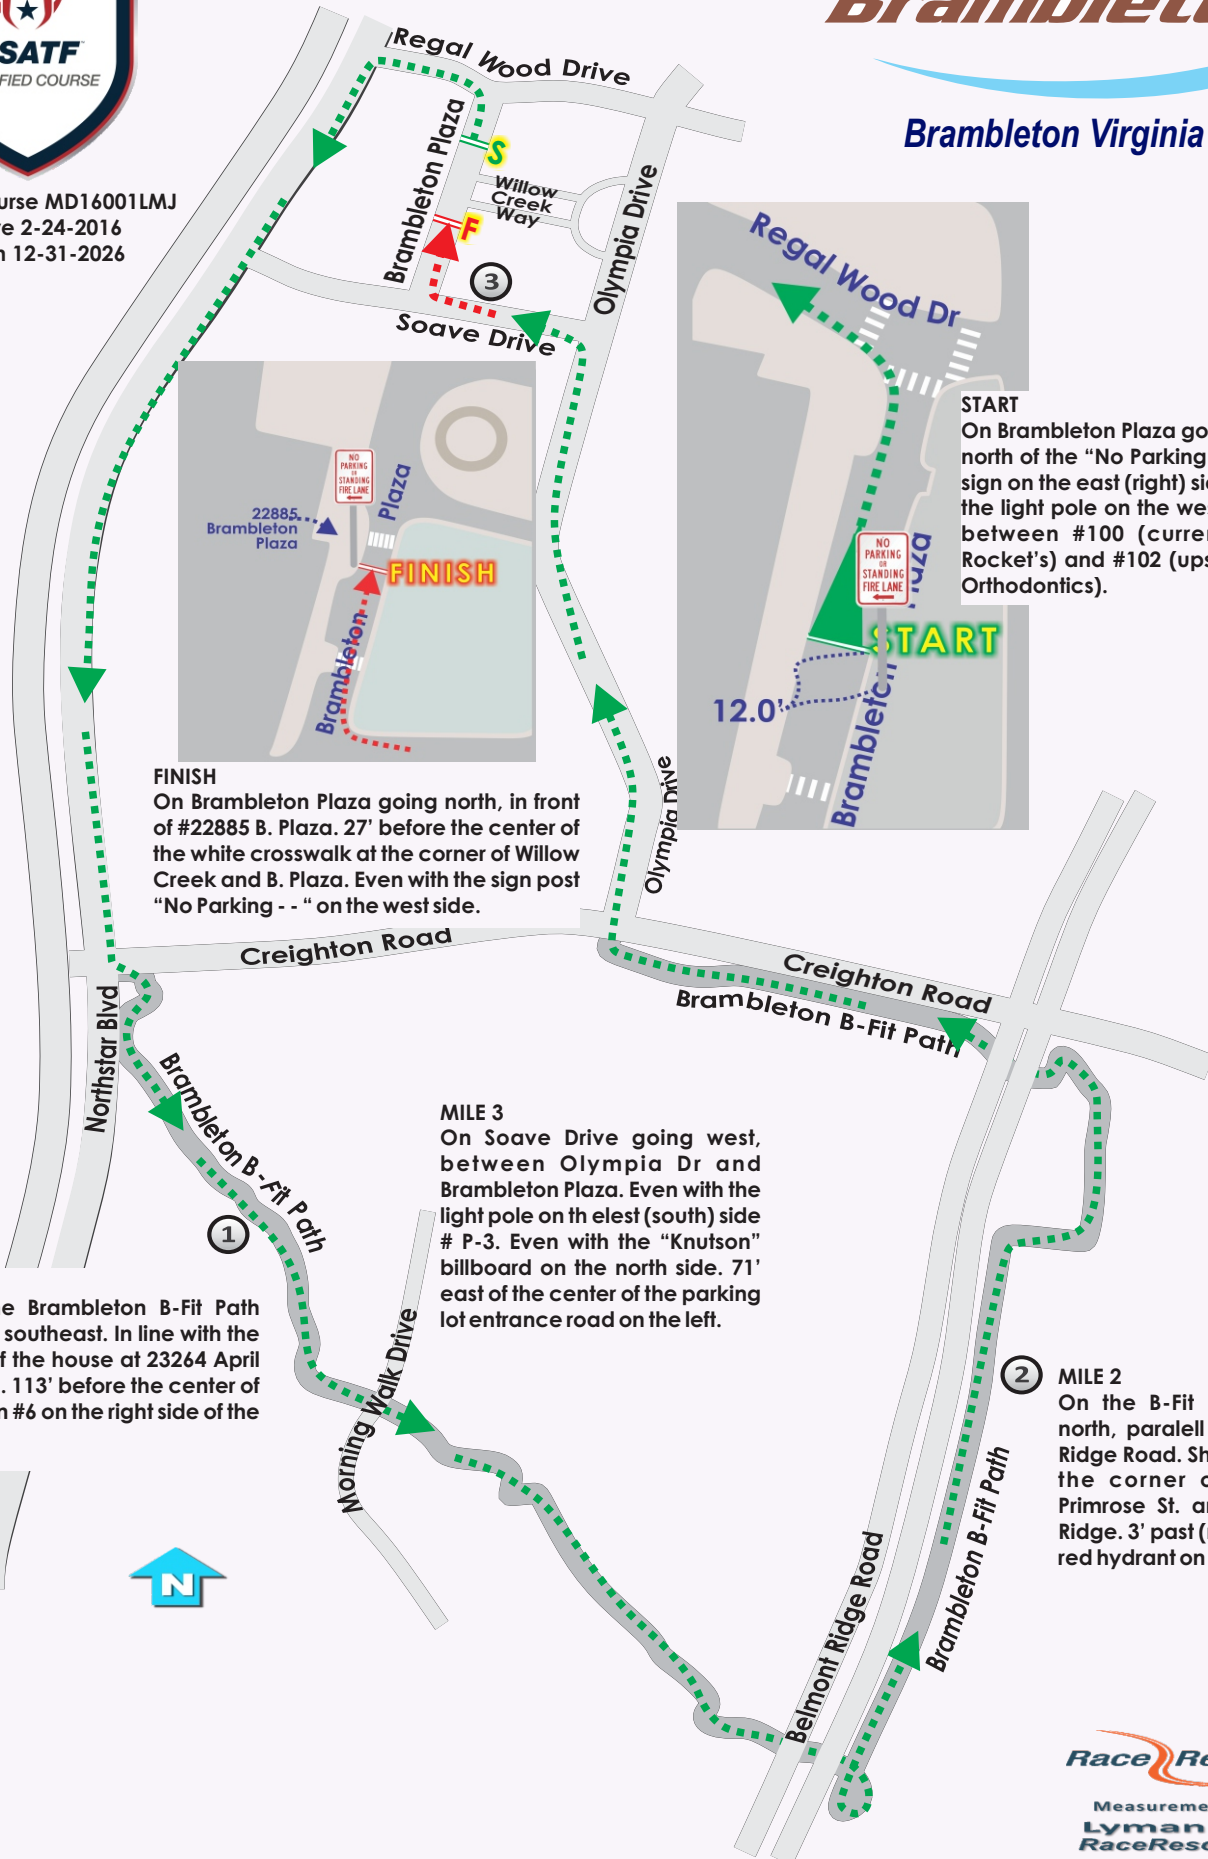 SATF
FIED COURSE
urse MD16001LMJ
e 2-24-2016
12-31-2026
Brambleton Virginia
Regal Wood Drive
Brambleton Plaza
S
Willow
Creek
Way
F
3
Olympia Drive
Soave Drive
Regal Wood Dr
START
On Brambleton Plaza go
north of the “No Parking
sign on the east (right) si
the light pole on the we
between #100 (curre
Rocket's) and #102 (ups
Orthodontics).
NO
PARKING
OR
STANDING
FIRE LANE
START
12.0'
Brambleton
NO
PARKING
OR
STANDING
FIRE LANE
22885
Brambleton
Plaza
Plaza
FINISH
Brambleton
FINISH
On Brambleton Plaza going north, in front
of #22885 B. Plaza. 27’ before the center of
the white crosswalk at the corner of Willow
Creek and B. Plaza. Even with the sign post
“No Parking - - “ on the west side.
Olympia Drive
Creighton Road
Creighton Road
Brambleton B-Fit Path
Northstar Blvd
Brambleton B-Fit Path
1
MILE 3
On Soave Drive going west,
between Olympia Dr and
Brambleton Plaza. Even with the
light pole on th elest (south) side
# P-3. Even with the “Knutson”
billboard on the north side. 71’
east of the center of the parking
lot entrance road on the left.
e Brambleton B-Fit Path
southeast. In line with the
f the house at 23264 April
. 113’ before the center of
n #6 on the right side of the
Morning Walk Drive
2
MILE 2
On the B-Fit
north, paralell
Ridge Road. Sh
the corner
Primrose St. a
Ridge. 3’ past
red hydrant on
N
Belmont Ridge Road
Brambleton B-Fit Path
Race Re
Measureme
Lyman
RaceReso